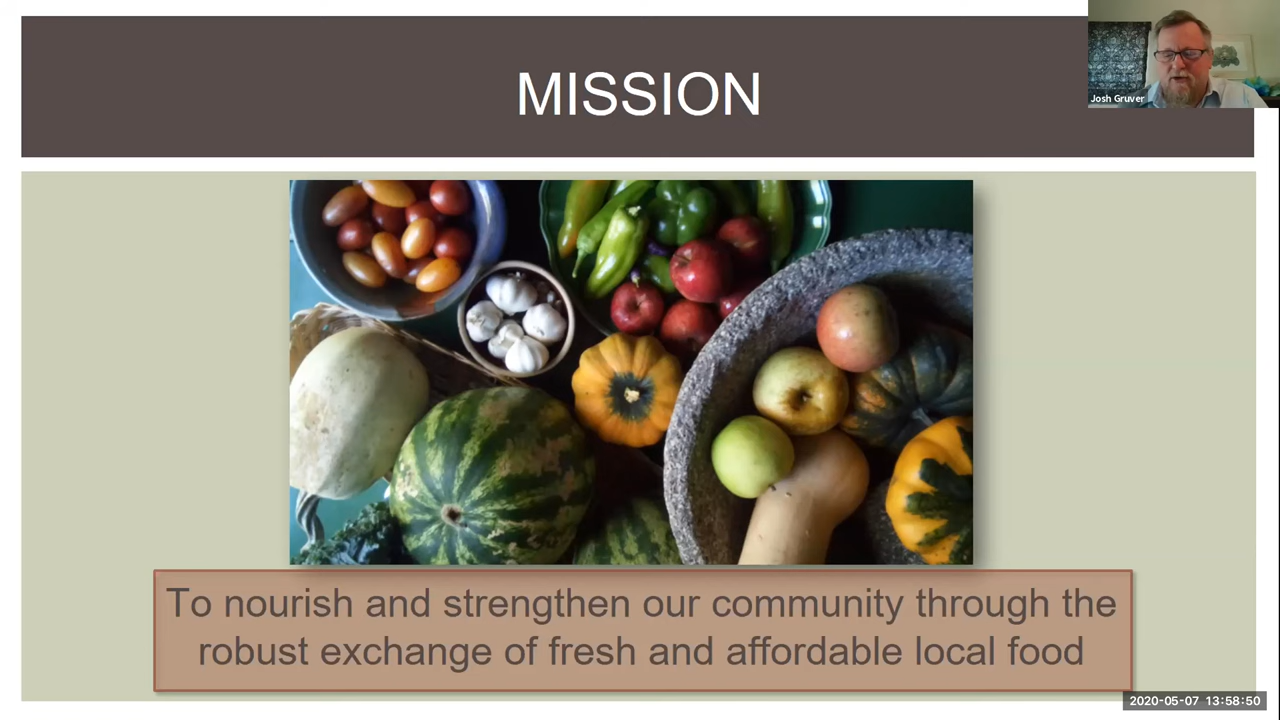 MISSION
Josh Gruver
To nourish and strengthen our community through the
robust exchange of fresh and affordable local food
2020-05-07 13:58:50